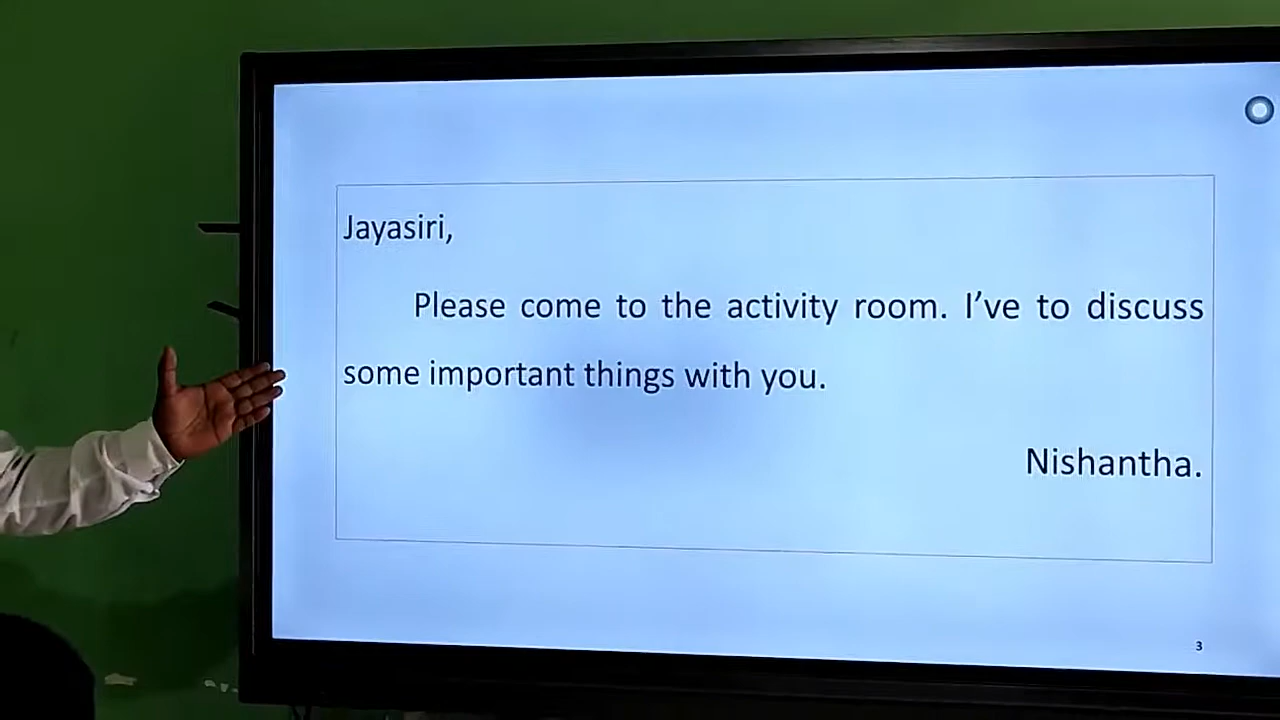 Jayasiri,
Please come to the activity room. I’ve to discuss
some important things with you.
Nishantha.
3